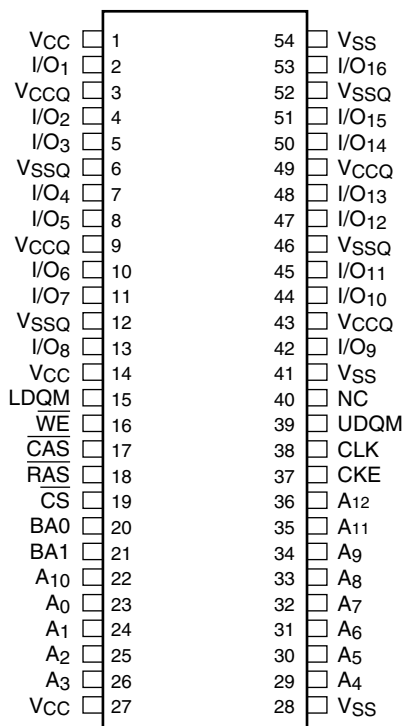 VCC 1 54 VSS
I/O1 2 53 I/O16
VCCQ 3 52 VSSQ
I/O2 4 51 I/O15
I/O3 5 50 I/O14
VSSQ 6 49 VCCQ
I/O4 7 48 I/O13
I/O5 8 47 I/O12
VCCQ 9 46 VSSQ
I/O6 10 45 I/O11
I/O7 11 44 I/O10
VSSQ 12 43 VCCQ
I/O8 13 42 I/O9
VCC 14 41 VSS
LDQM 15 40 NC
W̅E̅ 16 39 UDQM
C̅A̅S̅ 17 38 CLK
R̅A̅S̅ 18 37 CKE
C̅S̅ 19 36 A12
BA0 20 35 A11
BA1 21 34 A9
A10 22 33 A8
A0 23 32 A7
A1 24 31 A6
A2 25 30 A5
A3 26 29 A4
VCC 27 28 VSS